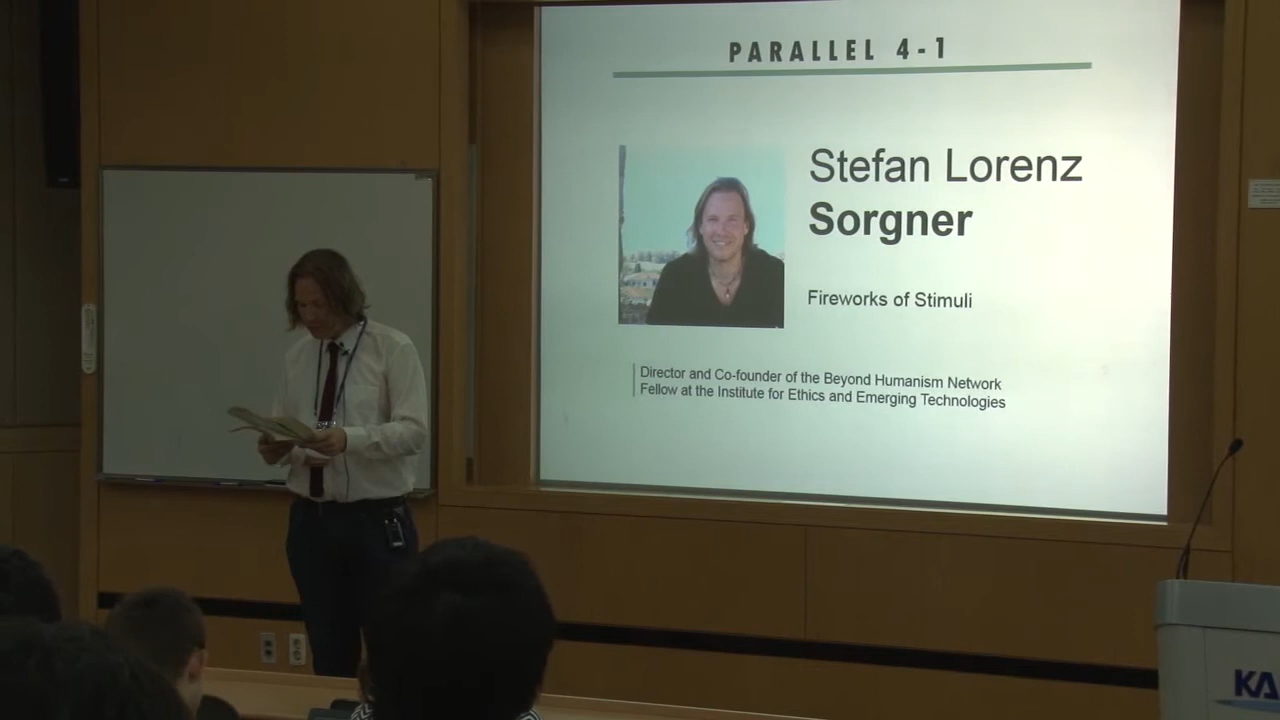 PARALLEL 4-1
Stefan Lorenz
Sorgner
Fireworks of Stimuli
Director and Co-founder of the Beyond Humanism Network
Fellow at the Institute for Ethics and Emerging Technologies
KA